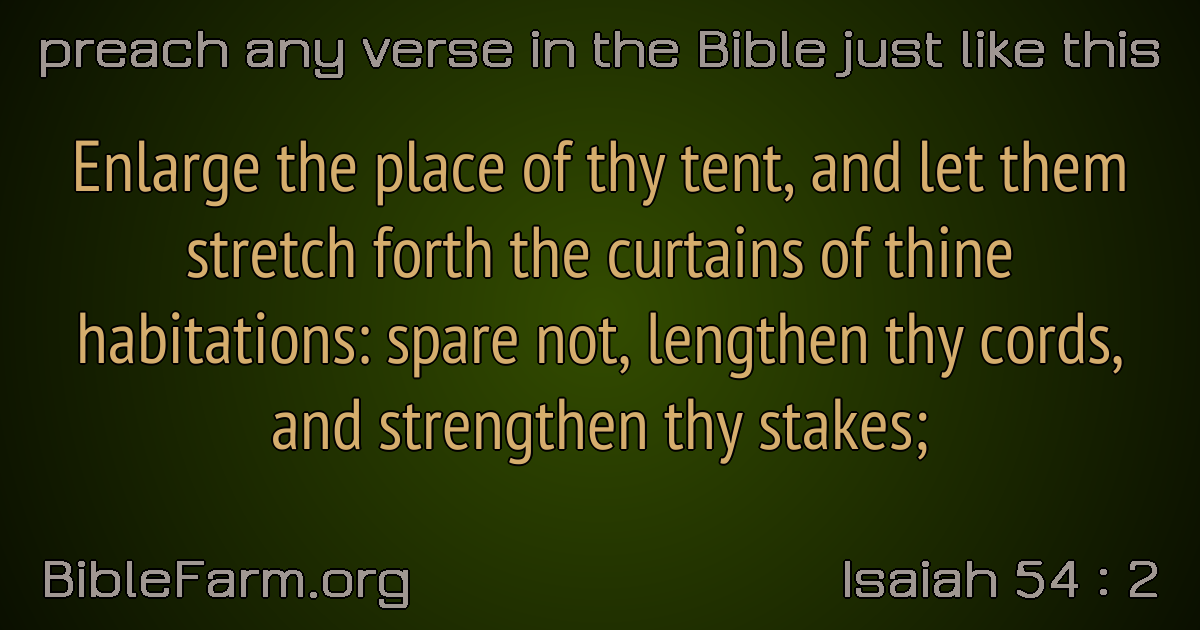 preach any verse in the Bible just like this
Enlarge the place of thy tent, and let them
stretch forth the curtains of thine
habitations: spare not, lengthen thy cords,
and strengthen thy stakes;
BibleFarm.org
Isaiah 54 : 2